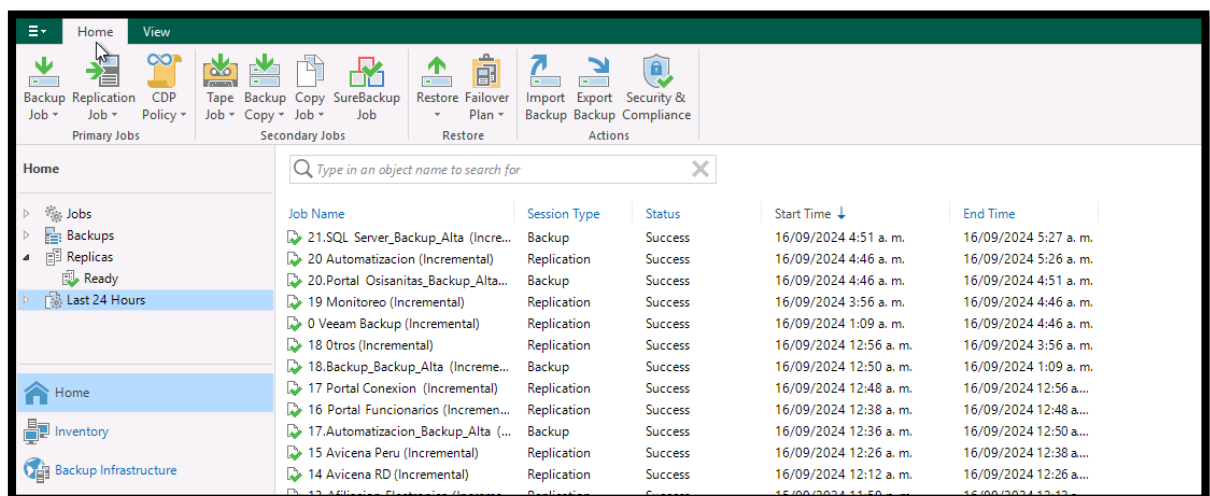 Home View
Backup Job Replication Job CDP Policy Tape Job Backup Copy Copy Job SureBackup Job Restore Failover Plan Import Backup Export Backup Security & Compliance
Primary Jobs Secondary Jobs Restore Actions
Home
Type in an object name to search for
Jobs
Backups
Replicas
Ready
Last 24 Hours
Home
Inventory
Backup Infrastructure
Job Name Session Type Status Start Time End Time
21.SQL Server_Backup_Alta (Incre... Backup Success 16/09/2024 4:51 a. m. 16/09/2024 5:27 a. m.
20 Automatizacion (Incremental) Replication Success 16/09/2024 4:46 a. m. 16/09/2024 5:26 a. m.
20.Portal Osisanitas_Backup_Alta... Backup Success 16/09/2024 4:46 a. m. 16/09/2024 4:51 a. m.
19 Monitoreo (Incremental) Replication Success 16/09/2024 3:56 a. m. 16/09/2024 4:46 a. m.
0 Veeam Backup (Incremental) Replication Success 16/09/2024 1:09 a. m. 16/09/2024 4:46 a. m.
18 Otros (Incremental) Replication Success 16/09/2024 12:56 a. m. 16/09/2024 3:56 a. m.
18.Backup_Backup_Alta (Increme... Backup Success 16/09/2024 12:50 a. m. 16/09/2024 1:09 a. m.
17 Portal Conexion (Incremental) Replication Success 16/09/2024 12:48 a. m. 16/09/2024 12:56 a....
16 Portal Funcionarios (Incremen... Replication Success 16/09/2024 12:38 a. m. 16/09/2024 12:48 a....
17.Automatizacion_Backup_Alta (... Backup Success 16/09/2024 12:36 a. m. 16/09/2024 12:50 a....
15 Avicena Peru (Incremental) Replication Success 16/09/2024 12:26 a. m. 16/09/2024 12:38 a....
14 Avicena RD (Incremental) Replication Success 16/09/2024 12:12 a. m. 16/09/2024 12:26 a....